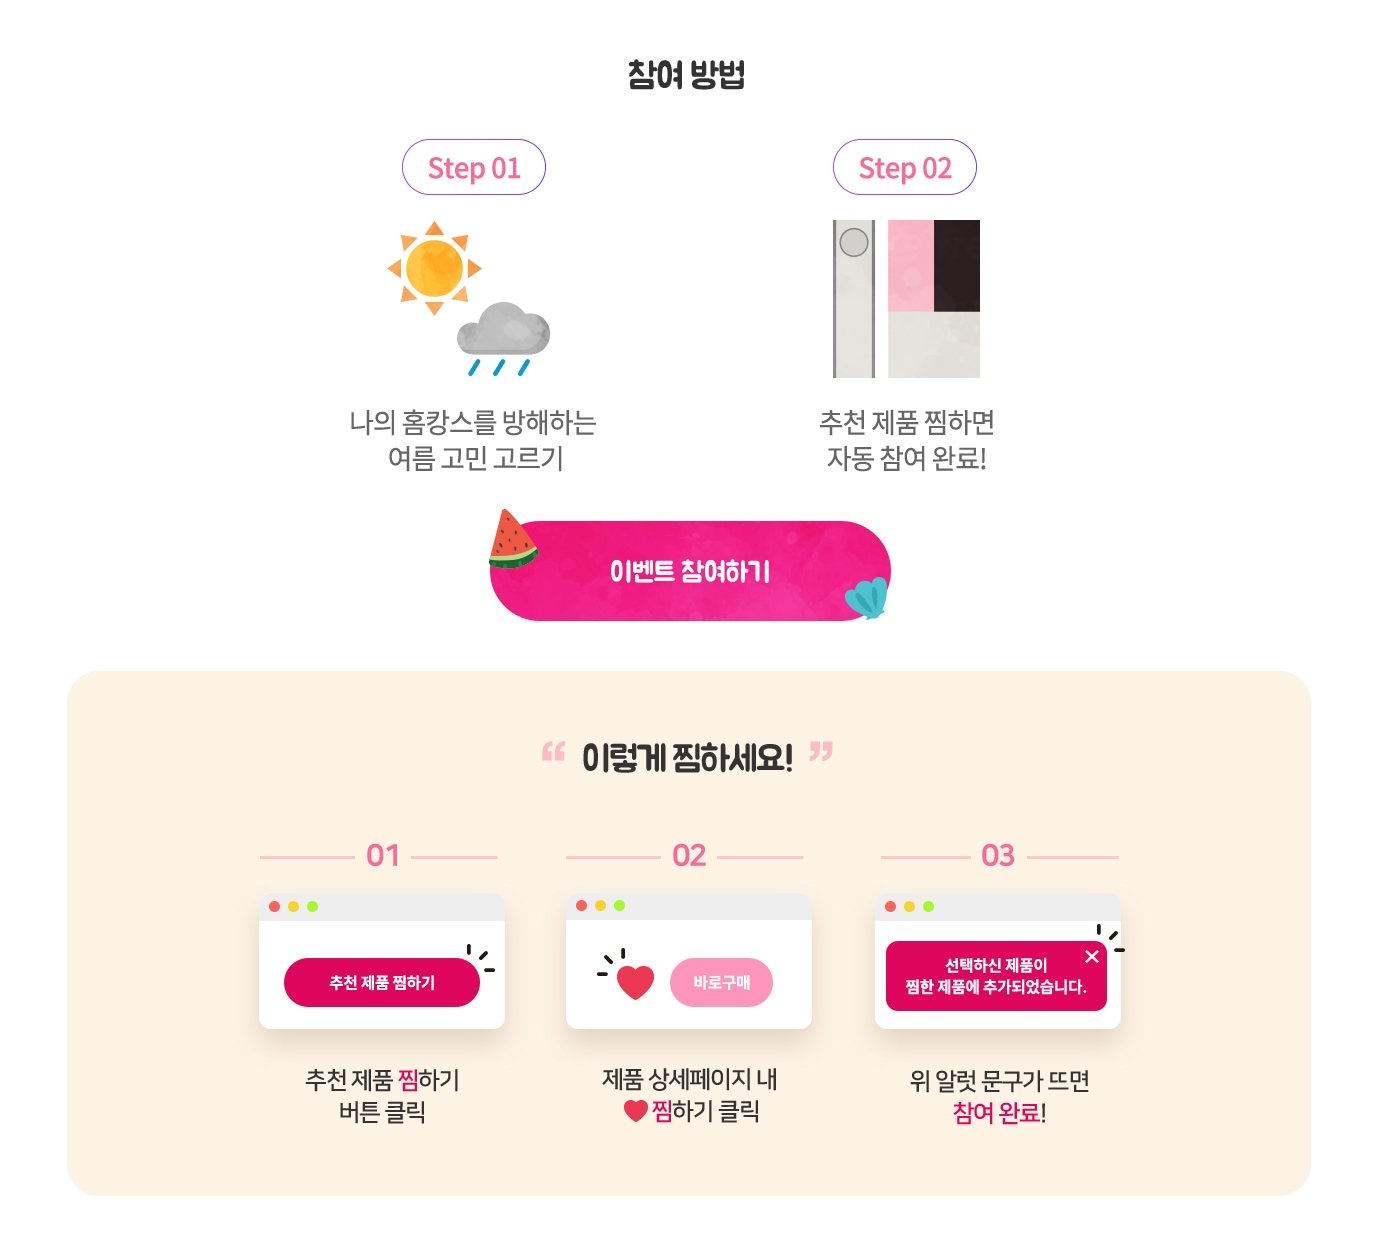 참여 방법
Step 01
Step 02
나의 홈캉스를 방해하는
여름 고민 고르기
추천 제품 찜하면
자동 참여 완료!
이벤트 참여하기
“ 이렇게 찜하세요! ”
01
02
03
추천 제품 찜하기
바로구매
선택하신 제품이
찜한 제품에 추가되었습니다.
추천 제품 찜하기
버튼 클릭
제품 상세페이지 내
찜하기 클릭
위 알럿 문구가 뜨면
참여 완료!